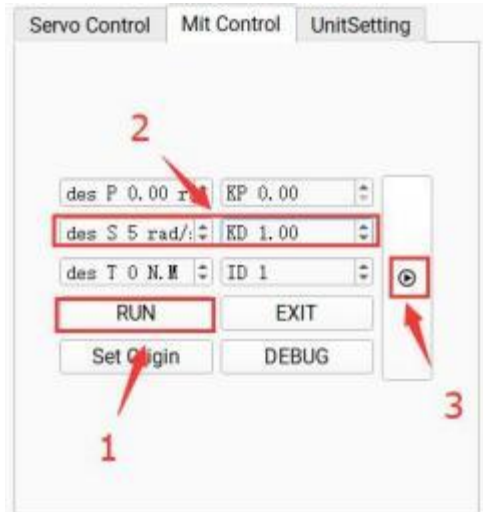 Servo Control Mit Control UnitSetting
2
des P 0.00 r KP 0.00
des S 5 rad/: KD 1.00
des T 0 N.M ID 1
RUN EXIT
Set Origin DEBUG
3
1